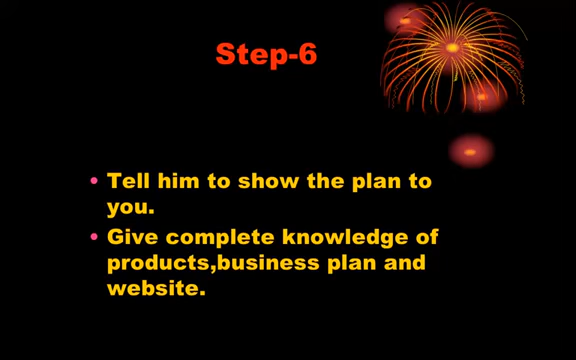 Step-6
• Tell him to show the plan to
you.
• Give complete knowledge of
products,business plan and
website.